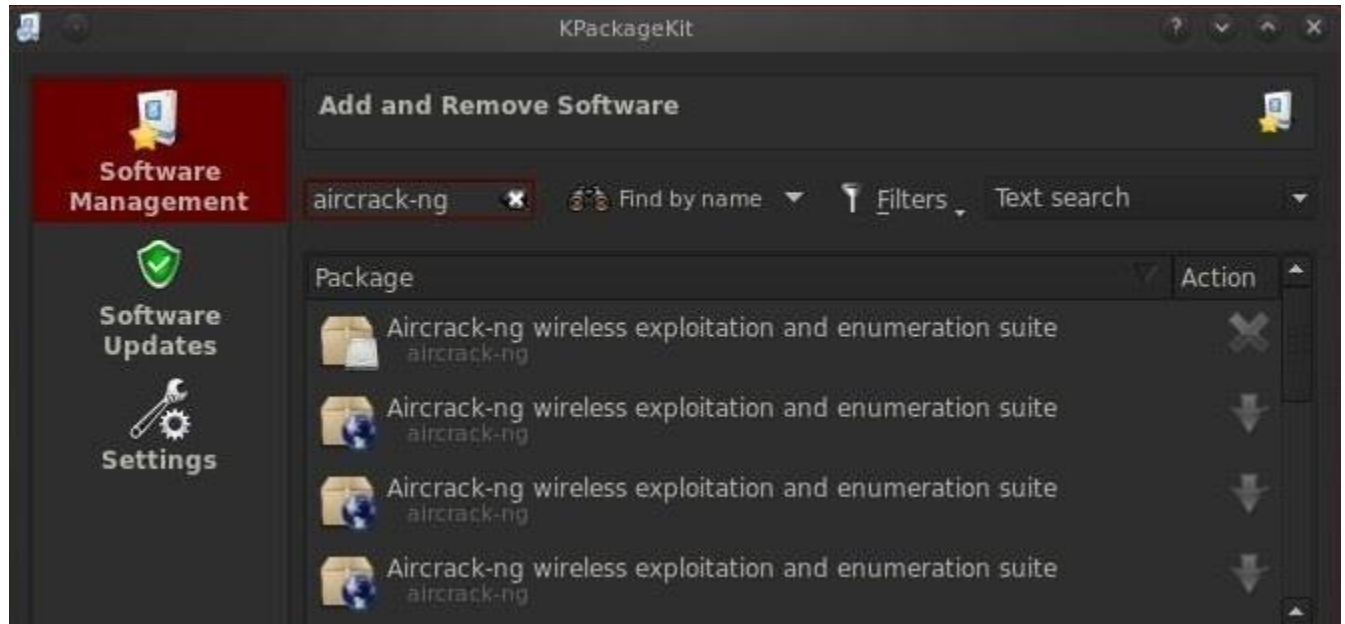 KPackageKit
Add and Remove Software
Software
Management
aircrack-ng
Find by name
Filters
Text search
Software
Updates
Settings
Package
Action
Aircrack-ng wireless exploitation and enumeration suite
aircrack-ng
Aircrack-ng wireless exploitation and enumeration suite
aircrack-ng
Aircrack-ng wireless exploitation and enumeration suite
aircrack-ng
Aircrack-ng wireless exploitation and enumeration suite
aircrack-ng